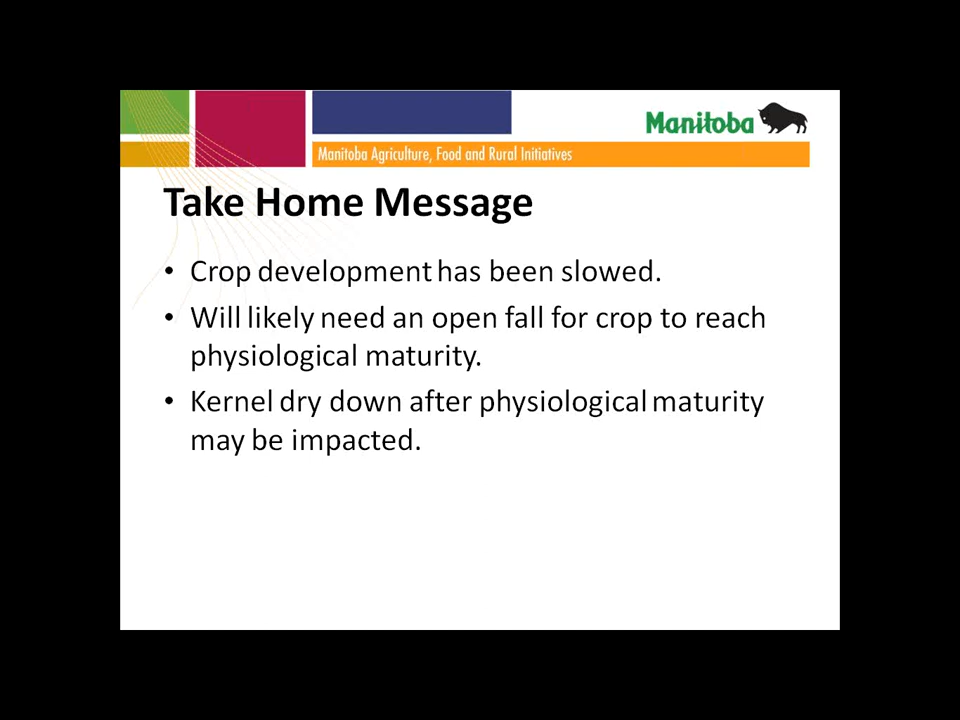 Manitoba
Manitoba Agriculture, Food and Rural Initiatives
Take Home Message
• Crop development has been slowed.
• Will likely need an open fall for crop to reach
physiological maturity.
• Kernel dry down after physiological maturity
may be impacted.